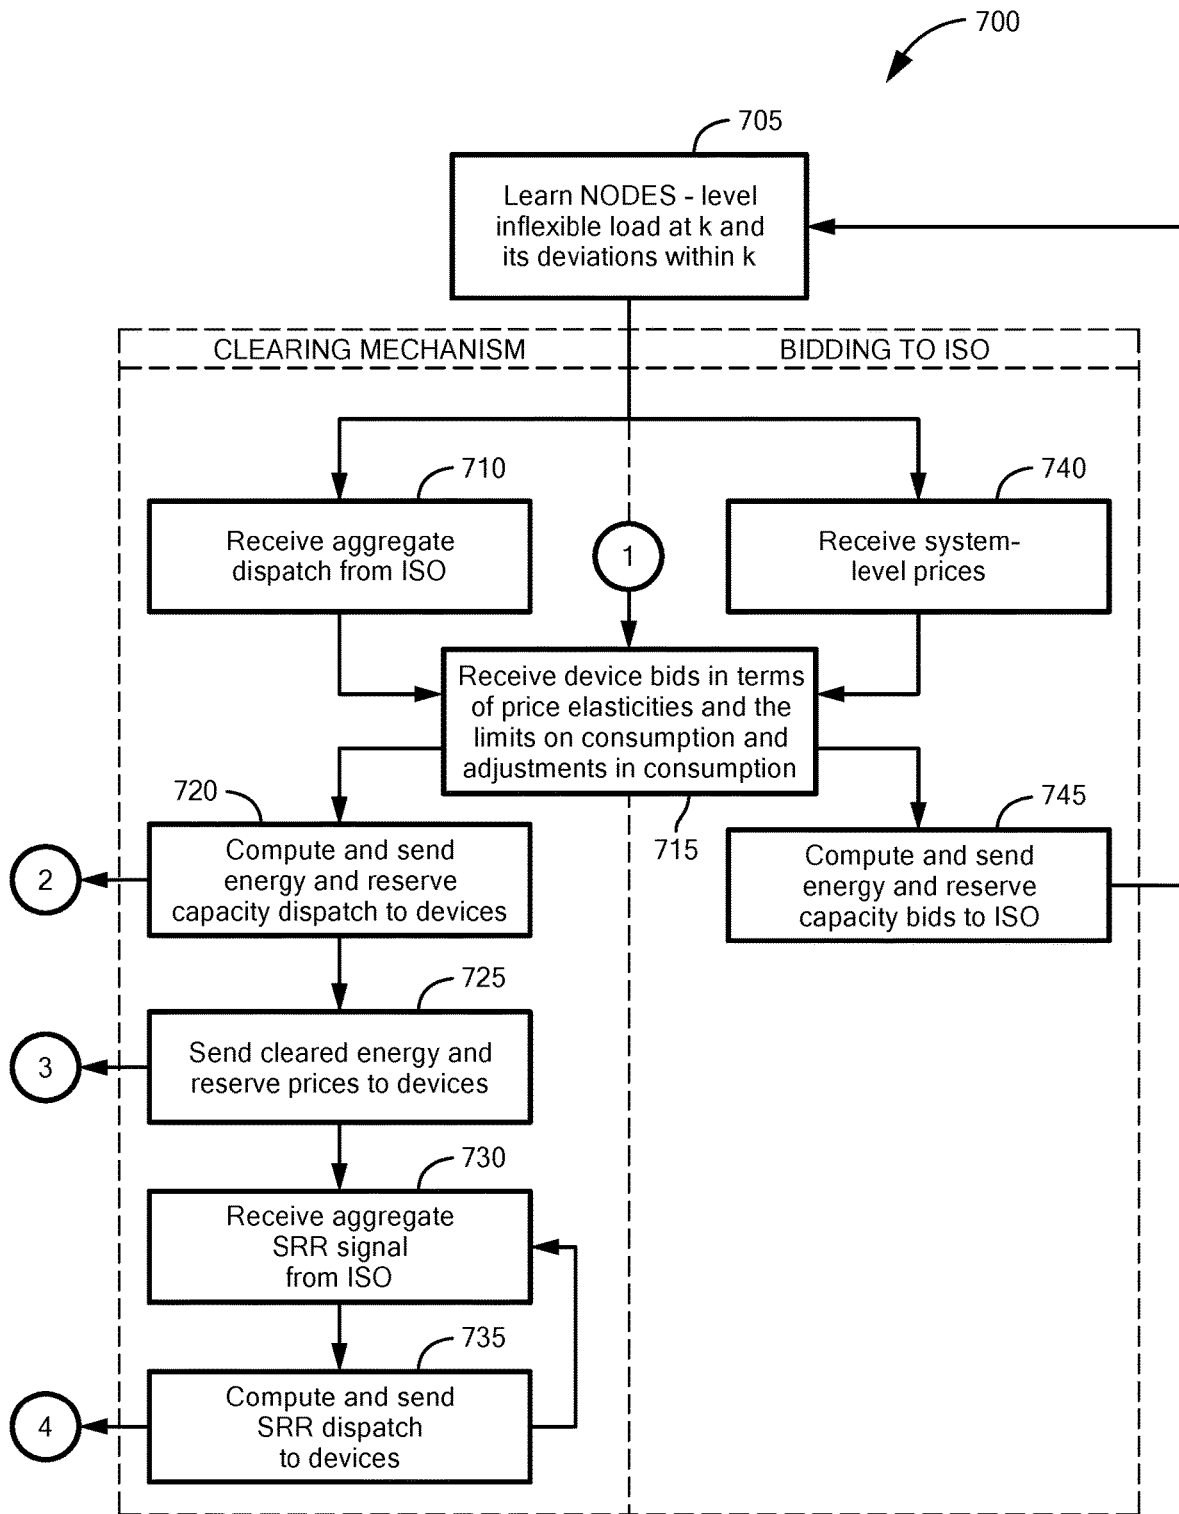 700
705
Learn NODES - level
inflexible load at k and
its deviations within k
CLEARING MECHANISM
BIDDING TO ISO
710
Receive aggregate
dispatch from ISO
1
740
Receive system-
level prices
Receive device bids in terms
of price elasticities and the
limits on consumption and
adjustments in consumption
715
720
Compute and send
energy and reserve
capacity dispatch to devices
2
745
Compute and send
energy and reserve
capacity bids to ISO
725
Send cleared energy and
reserve prices to devices
3
730
Receive aggregate
SRR signal
from ISO
735
Compute and send
SRR dispatch
to devices
4